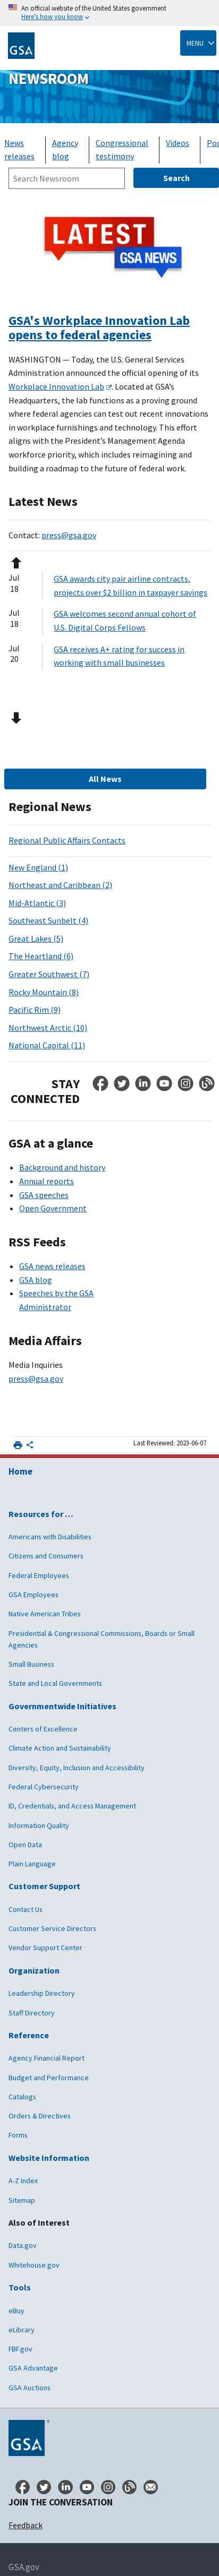 An official website of the United States government
Here's how you know
GSA
MENU
NEWSROOM
News releases
Agency blog
Congressional testimony
Videos
Search Newsroom
Search
LATEST
GSA NEWS
GSA's Workplace Innovation Lab
opens to federal agencies
WASHINGTON — Today, the U.S. General Services
Administration announced the official opening of its
Workplace Innovation Lab. Located at GSA's
Headquarters, the lab allows agencies to have a proving
ground where federal agencies can test out innovations
in workplace furnishings and technology. This effort
aligns with the President's Management Agenda
workforce priority to reimagine workplaces and
roadmap to the future of federal work.
Latest News
Contact: press@gsa.gov
Jul
18
GSA awards city pair airline contracts,
projects over $2 billion in taxpayer savings
Jul
18
GSA welcomes second annual cohort of
U.S. Digital Corps Fellows
Jul
20
GSA receives A+ rating for success in
working with small businesses
All News
Regional News
Regional Public Affairs Contacts
New England (1)
Northeast and Caribbean (2)
Mid-Atlantic (3)
Southeast Sunbelt (4)
Great Lakes (5)
The Heartland (6)
Greater Southwest (7)
Rocky Mountain (8)
Pacific Rim (9)
Northwest Arctic (10)
National Capital (11)
STAY
CONNECTED
GSA at a glance
Background and history
Annual reports
GSA speeches
Open Government
RSS Feeds
GSA news releases
GSA blog
Speeches by the GSA
Administrator
Media Affairs
Media Inquiries
press@gsa.gov
Last Reviewed: 2023-06-07
Home
Resources for …
Americans with Disabilities
Citizens and Consumers
Federal Employees
GSA Employees
Native American Tribes
Presidential & Congressional Commissions, Boards or Small
Agencies
Small Business
State and Local Governments
Governmentwide Initiatives
Centers of Excellence
Climate Action and Sustainability
Diversity, Equity, Inclusion and Accessibility
Federal Cybersecurity
ID, Credentials, and Access Management
Information Quality
Open Data
Plain Language
Customer Support
Contact Us
Customer Service Directors
Vendor Support Center
Organization
Leadership Directory
Staff Directory
Reference
Agency Financial Report
Budget and Performance
Catalogs
Orders & Directives
Forms
Website Information
A-Z Index
Sitemap
Also of Interest
Data.gov
Whitehouse.gov
Tools
eBuy
eLibrary
FBF.gov
GSA Advantage
GSA Auctions
GSA
JOIN THE CONVERSATION
Feedback
GSA.gov